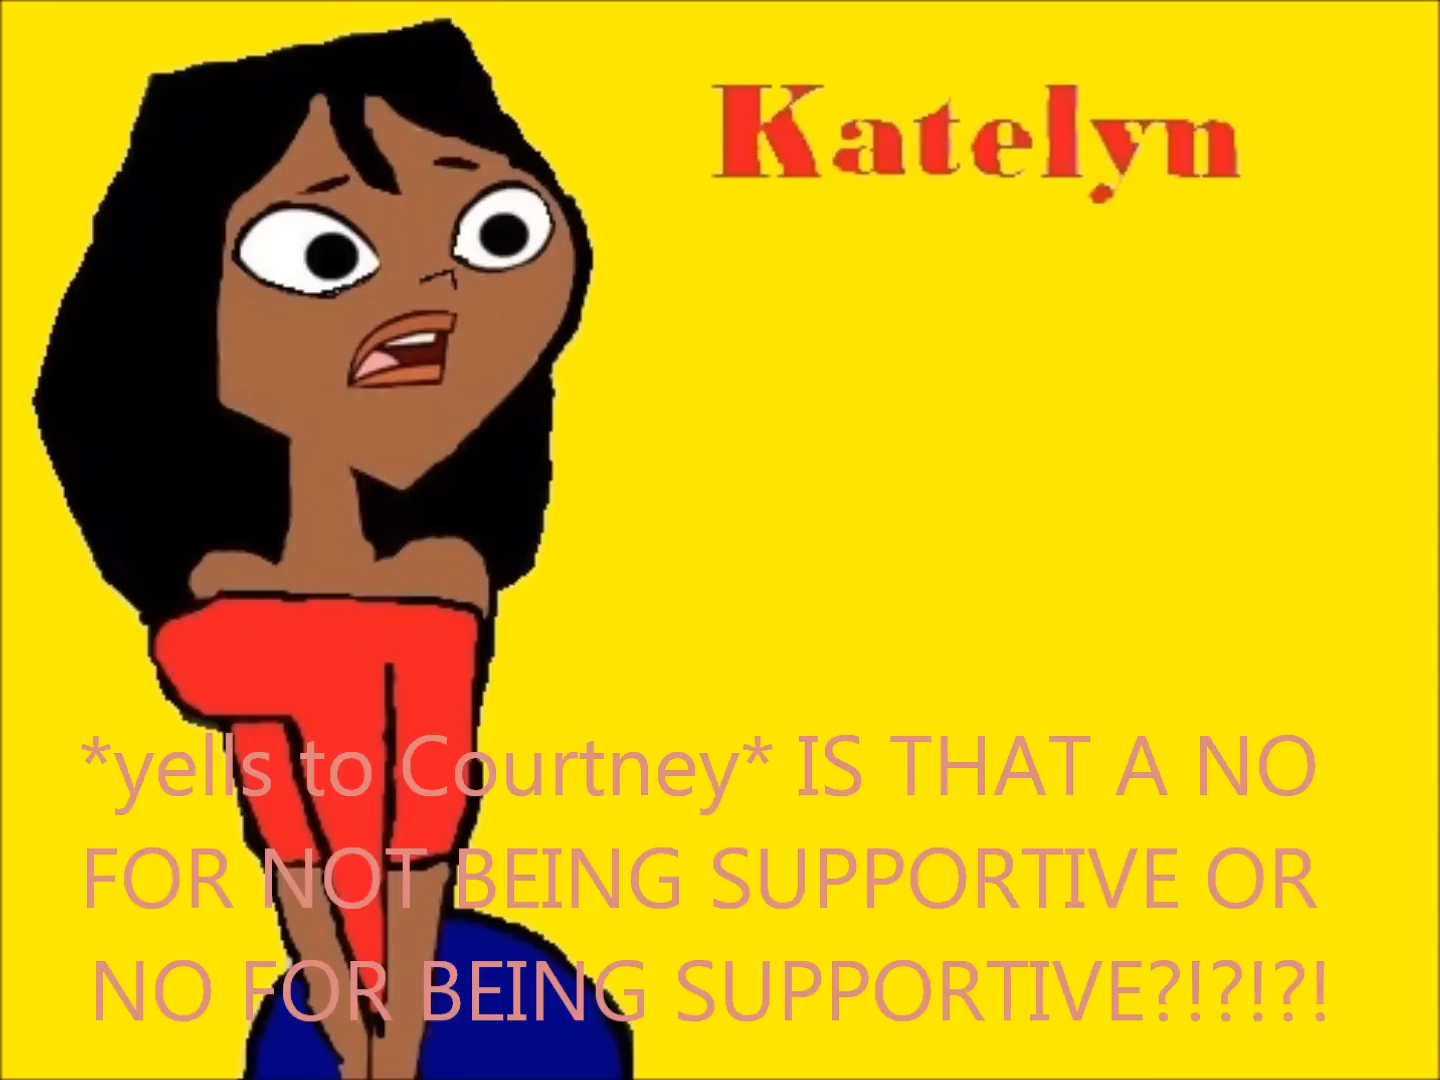 Katelyn
*yells to Courtney* IS THAT A NO
FOR NOT BEING SUPPORTIVE OR
NO FOR BEING SUPPORTIVE?!?!?!